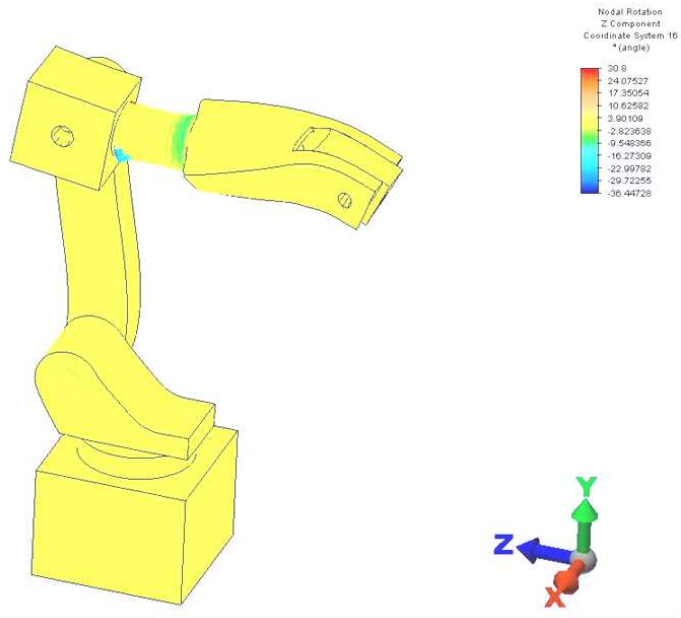 Nodal Rotation
Z Component
Coordinate System 16
° (angle)
30.8
24.07527
17.35054
10.62582
3.90109
-2.823638
-9.548366
-16.27309
-22.99782
-29.72255
-36.44728
Y
Z
X